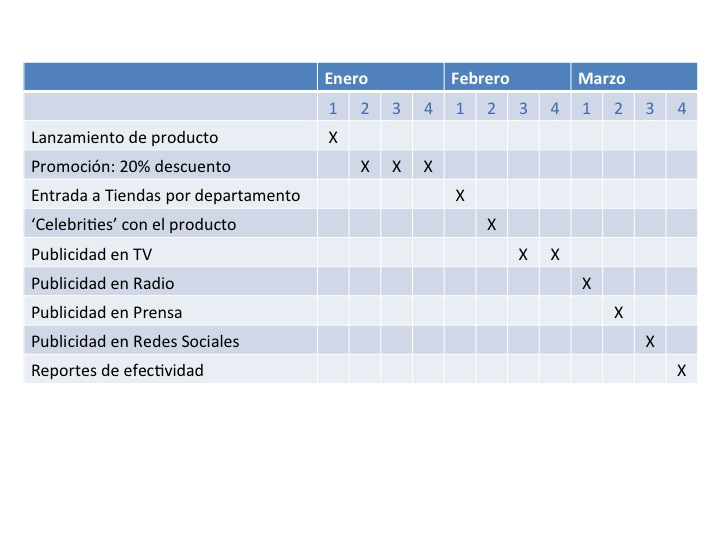 Enero Febrero Marzo
1 2 3 4 1 2 3 4 1 2 3 4
Lanzamiento de producto X
Promoción: 20% descuento X X X
Entrada a Tiendas por departamento X
‘Celebrities’ con el producto X
Publicidad en TV X X
Publicidad en Radio X
Publicidad en Prensa X
Publicidad en Redes Sociales X
Reportes de efectividad X